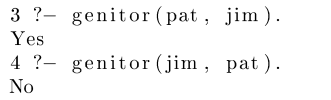 3 ?− genitor(pat, jim).
Yes
4 ?− genitor(jim, pat).
No